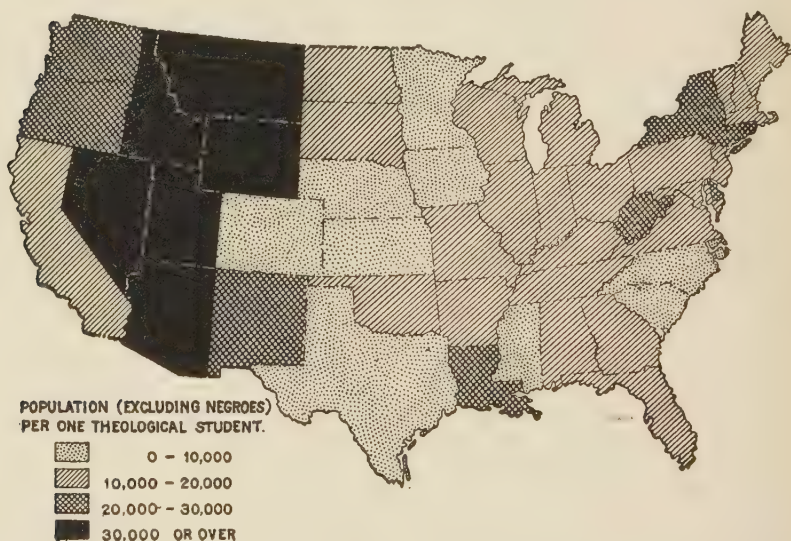 POPULATION (EXCLUDING NEGROES)
PER ONE THEOLOGICAL STUDENT.
0 - 10,000
10,000 - 20,000
20,000 - 30,000
30,000 OR OVER